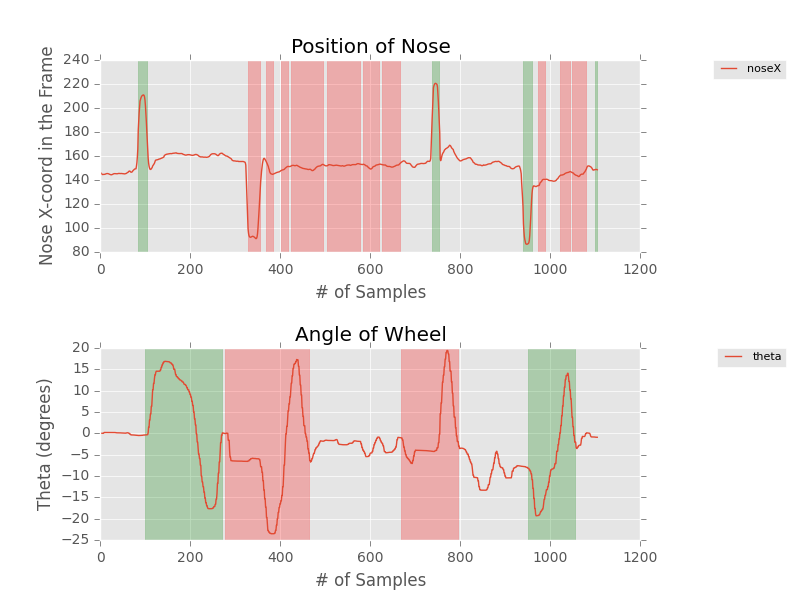 Position of Nose
Nose X-coord in the Frame
240
220
200
180
160
140
120
100
80
0 200 400 600 800 1000 1200
# of Samples
noseX
Angle of Wheel
Theta (degrees)
20
15
10
5
0
−5
−10
−15
−20
−25
0 200 400 600 800 1000 1200
# of Samples
theta